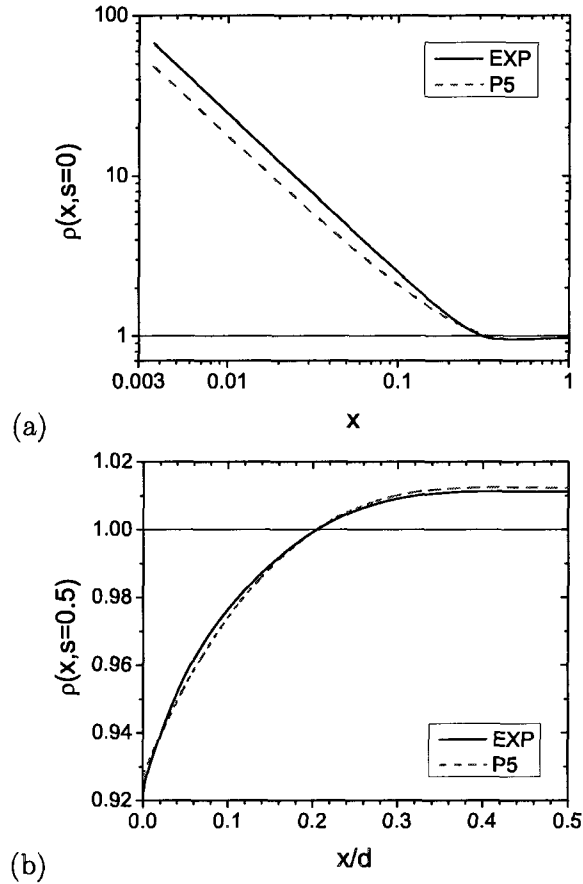 100
10
1
ρ(x,s=0)
EXP
P5
0.003
0.01
0.1
1
x
(a)
1.02
1.00
0.98
0.96
0.94
0.92
ρ(x,s=0.5)
EXP
P5
0.0
0.1
0.2
0.3
0.4
0.5
x/d
(b)